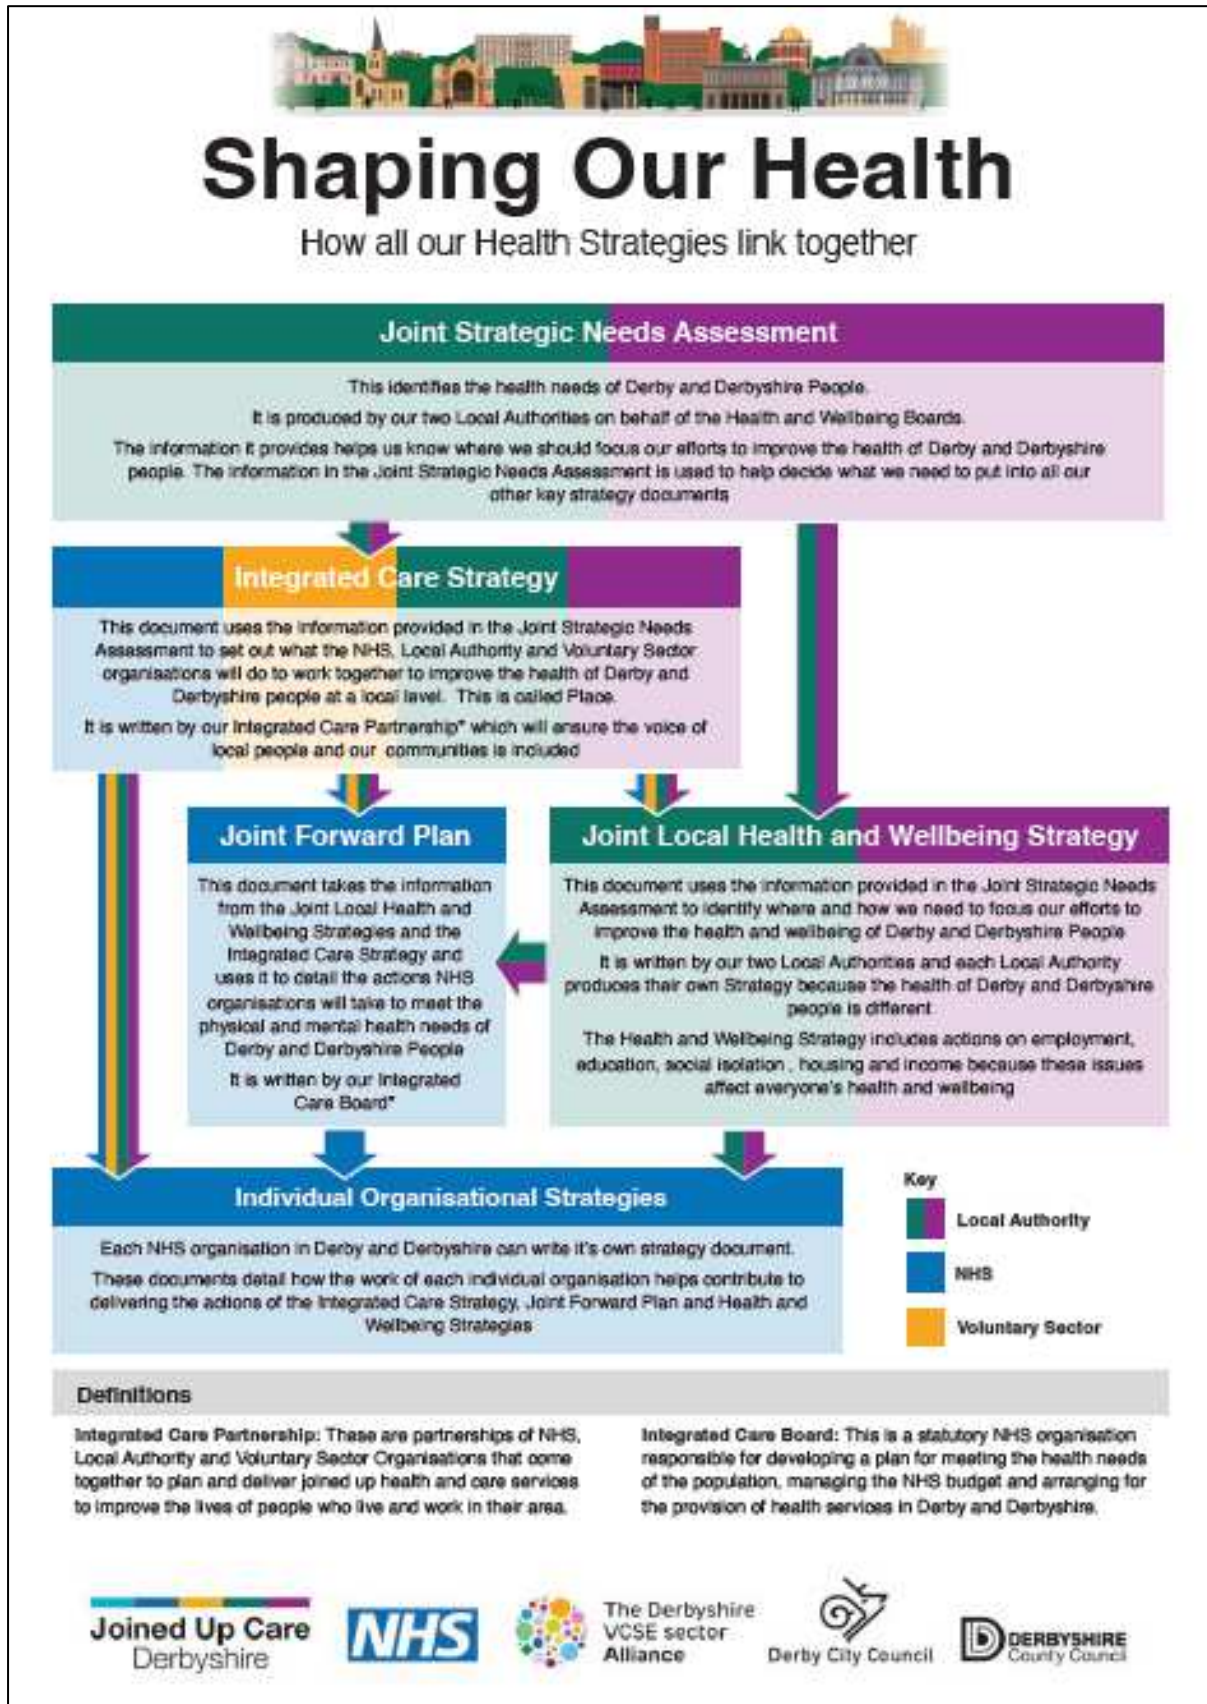 Shaping Our Health
How all our Health Strategies link together
Joint Strategic Needs Assessment
This identifies the health needs of Derby and Derbyshire People.
It is produced by our two Local Authorities on behalf of the Health and Wellbeing Boards.
The information it provides helps us know where we should focus our efforts to improve the health of Derby and Derbyshire
people. The information in the Joint Strategic Needs Assessment is used to help decide what we need to put into all our
other key strategy documents
Integrated Care Strategy
This document uses the information provided in the Joint Strategic Needs
Assessment to set out what the NHS, Local Authority and Voluntary Sector
organisations will do to work together to improve the health of Derby and
Derbyshire people at a local level. This is called Place.
It is written by our Integrated Care Partnership* which will ensure the voice of
local people and our communities is included
Joint Forward Plan
This document takes the information
from the Joint Local Health and
Wellbeing Strategies and the
Integrated Care Strategy and
uses it to detail the actions NHS
organisations will take to meet the
physical and mental health needs of
Derby and Derbyshire People
It is written by our Integrated
Care Board*
Joint Local Health and Wellbeing Strategy
This document uses the information provided in the Joint Strategic Needs
Assessment to identify where and how we need to focus our efforts to
improve the health and wellbeing of Derby and Derbyshire People
It is written by our two Local Authorities and each Local Authority
produces their own Strategy because the health of Derby and Derbyshire
people is different
The Health and Wellbeing Strategy includes actions on employment,
education, social isolation , housing and income because these issues
affect everyone's health and wellbeing
Individual Organisational Strategies
Each NHS organisation in Derby and Derbyshire can write it's own strategy document.
These documents detail how the work of each individual organisation helps contribute to
delivering the actions of the Integrated Care Strategy, Joint Forward Plan and Health and
Wellbeing Strategies
Key
Local Authority
NHS
Voluntary Sector
Definitions
Integrated Care Partnership: These are partnerships of NHS,
Local Authority and Voluntary Sector Organisations that come
together to plan and deliver joined up health and care services
to improve the lives of people who live and work in their area.
Integrated Care Board: This is a statutory NHS organisation
responsible for developing a plan for meeting the health needs
of the population, managing the NHS budget and arranging for
the provision of health services in Derby and Derbyshire.
Joined Up Care
Derbyshire
NHS
The Derbyshire
VCSE sector
Alliance
Derby City Council
DERBYSHIRE
County Council